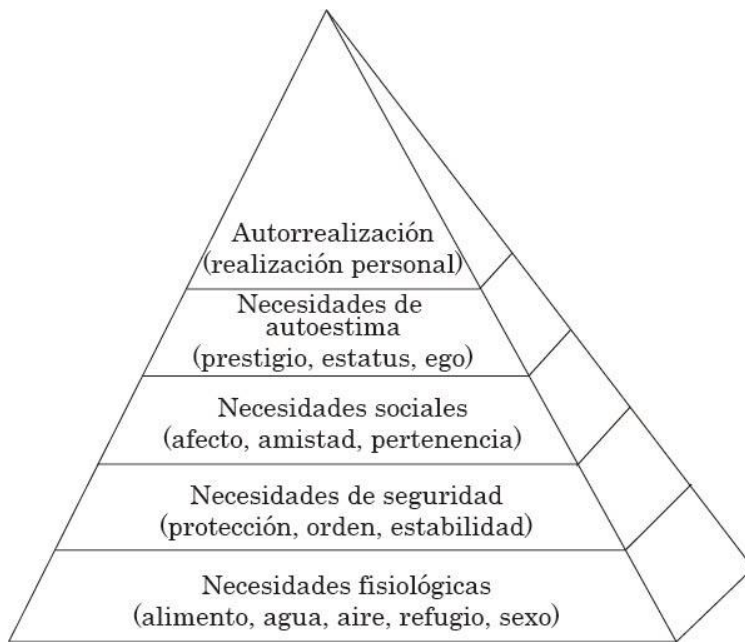 Autorrealización
(realización personal)
Necesidades de
autoestima
(prestigio, estatus, ego)
Necesidades sociales
(afecto, amistad, pertenencia)
Necesidades de seguridad
(protección, orden, estabilidad)
Necesidades fisiológicas
(alimento, agua, aire, refugio, sexo)